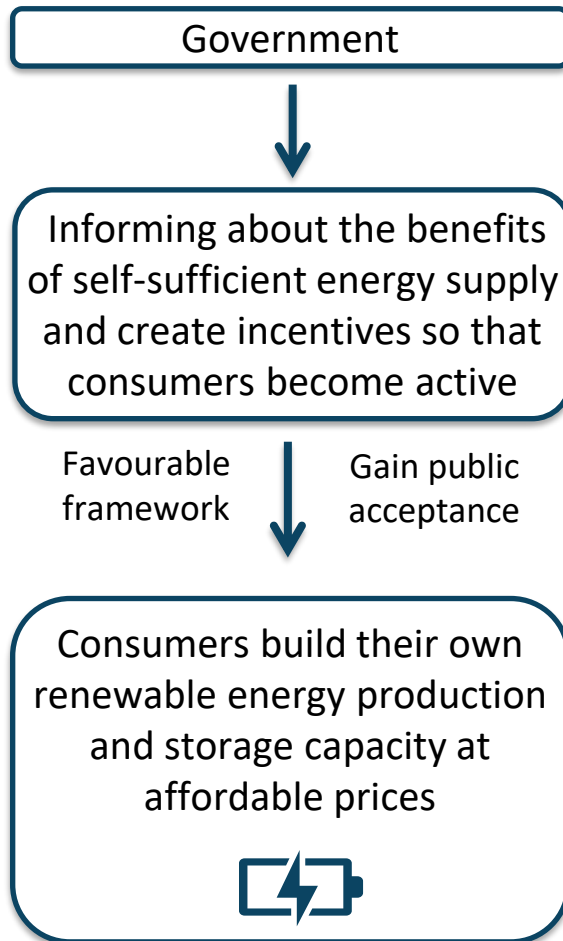 Government
Informing about the benefits
of self-sufficient energy supply
and create incentives so that
consumers become active
Favourable
framework
Gain public
acceptance
Consumers build their own
renewable energy production
and storage capacity at
affordable prices